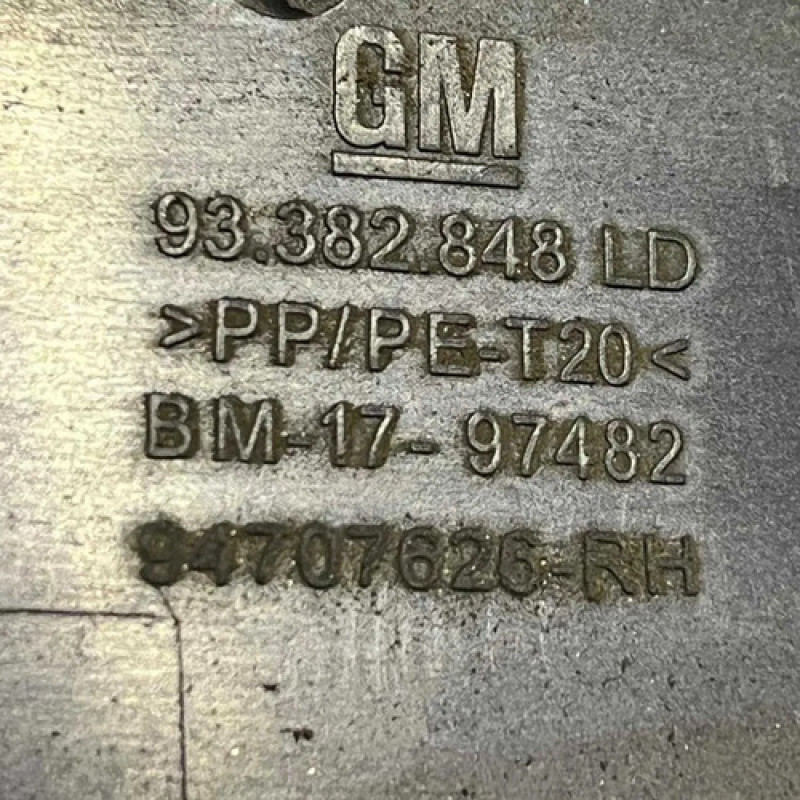 GM
93.382.848 LD
>PP/PE-T20<
BM-17-97482
94707626-RH